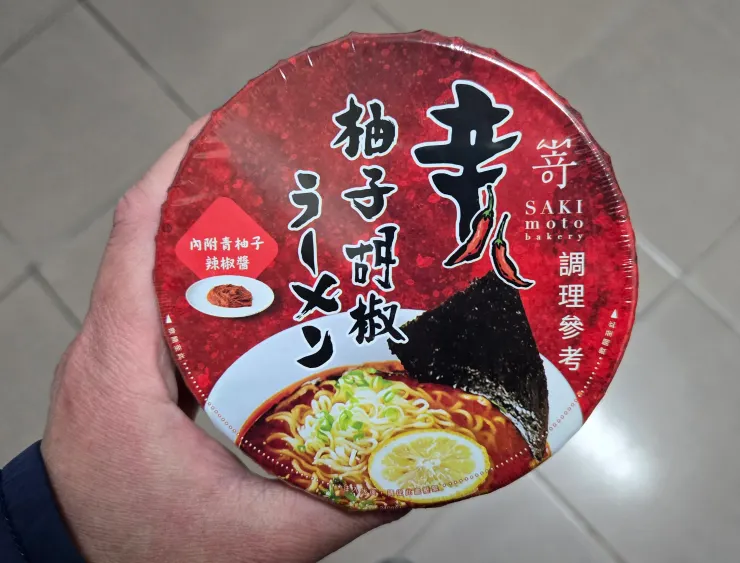 辛
柚子胡椒
ラーメン
嵜
SAKI
moto
bakery
調理參考
內附青柚子
辣椒醬